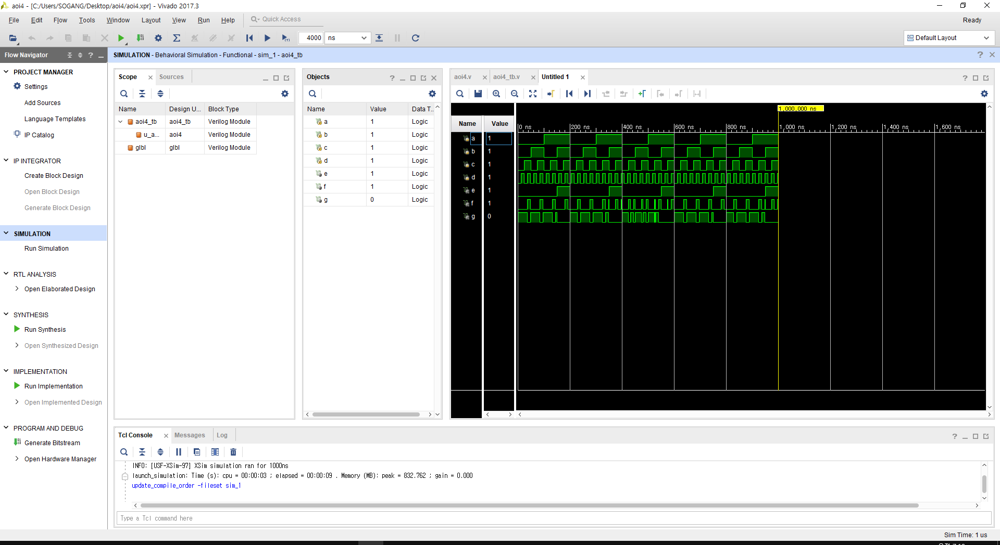 aoi4 - [C:/Users/SOGANG/Desktop/aoi4/aoi4.xpr] - Vivado 2017.3
File Edit Flow Tools Window Layout View Run Help Quick Access
Ready
4000 ns
Default Layout
Flow Navigator
SIMULATION - Behavioral Simulation - Functional - sim_1 - aoi4_tb
PROJECT MANAGER
Settings
Add Sources
Language Templates
IP Catalog
IP INTEGRATOR
Create Block Design
Open Block Design
Generate Block Design
SIMULATION
Run Simulation
RTL ANALYSIS
Open Elaborated Design
SYNTHESIS
Run Synthesis
Open Synthesized Design
IMPLEMENTATION
Run Implementation
Open Implemented Design
PROGRAM AND DEBUG
Generate Bitstream
Open Hardware Manager
Scope Sources
Name Design U... Block Type
aoi4_tb aoi4_tb Verilog Module
u_a... aoi4 Verilog Module
glbl glbl Verilog Module
Objects
Name Value Data T...
a 1 Logic
b 1 Logic
c 1 Logic
d 1 Logic
e 1 Logic
f 1 Logic
g 0 Logic
aoi4.v aoi4_tb.v Untitled 1
1,000,000 ns
Name Value
0 ns 200 ns 400 ns 600 ns 800 ns 1,000 ns 1,200 ns 1,400 ns 1,600 ns
a 1
b 1
c 1
d 1
e 1
f 1
g 0
Tcl Console Messages Log
INFO: [USF-XSim-97] XSim simulation ran for 1000ns
launch_simulation: Time (s): cpu = 00:00:03 ; elapsed = 00:00:09 . Memory (MB): peak = 832.762 ; gain = 0.000
update_compile_order -fileset sim_1
Type a Tcl command here
Sim Time: 1 us